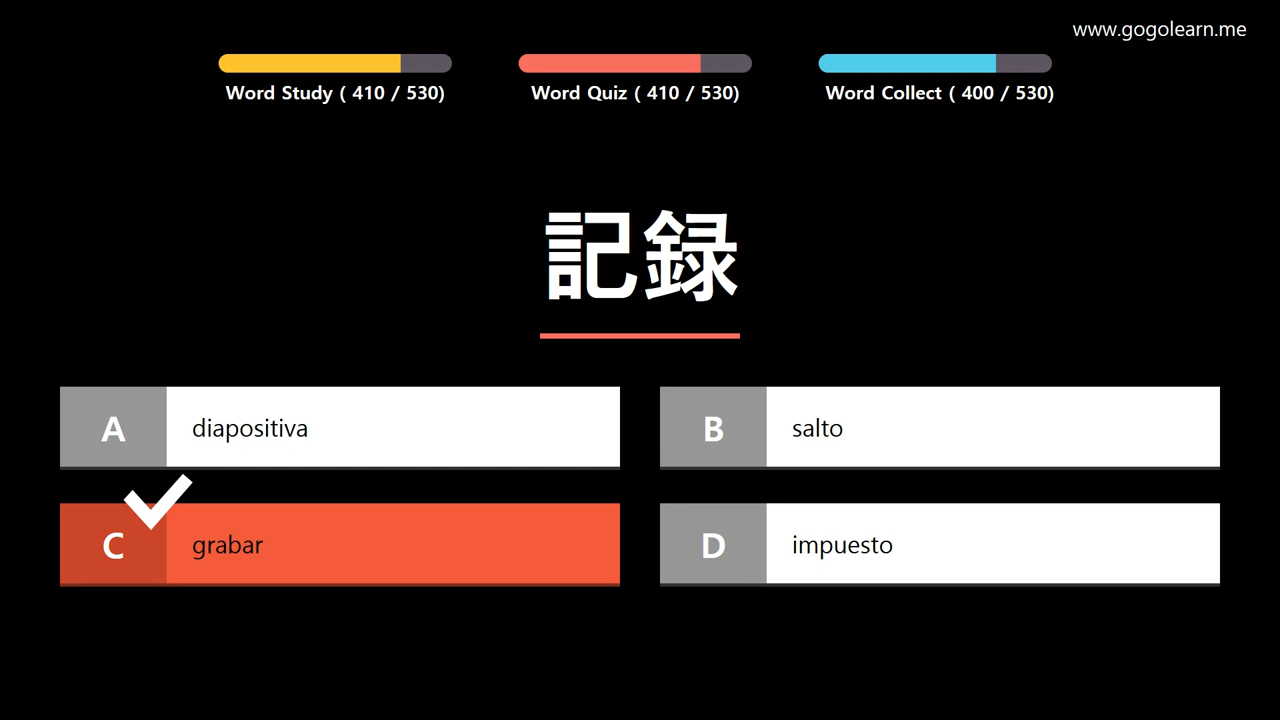 www.gogolearn.me
Word Study ( 410 / 530)
Word Quiz ( 410 / 530)
Word Collect ( 400 / 530)
記録
A diapositiva
B salto
C grabar
D impuesto